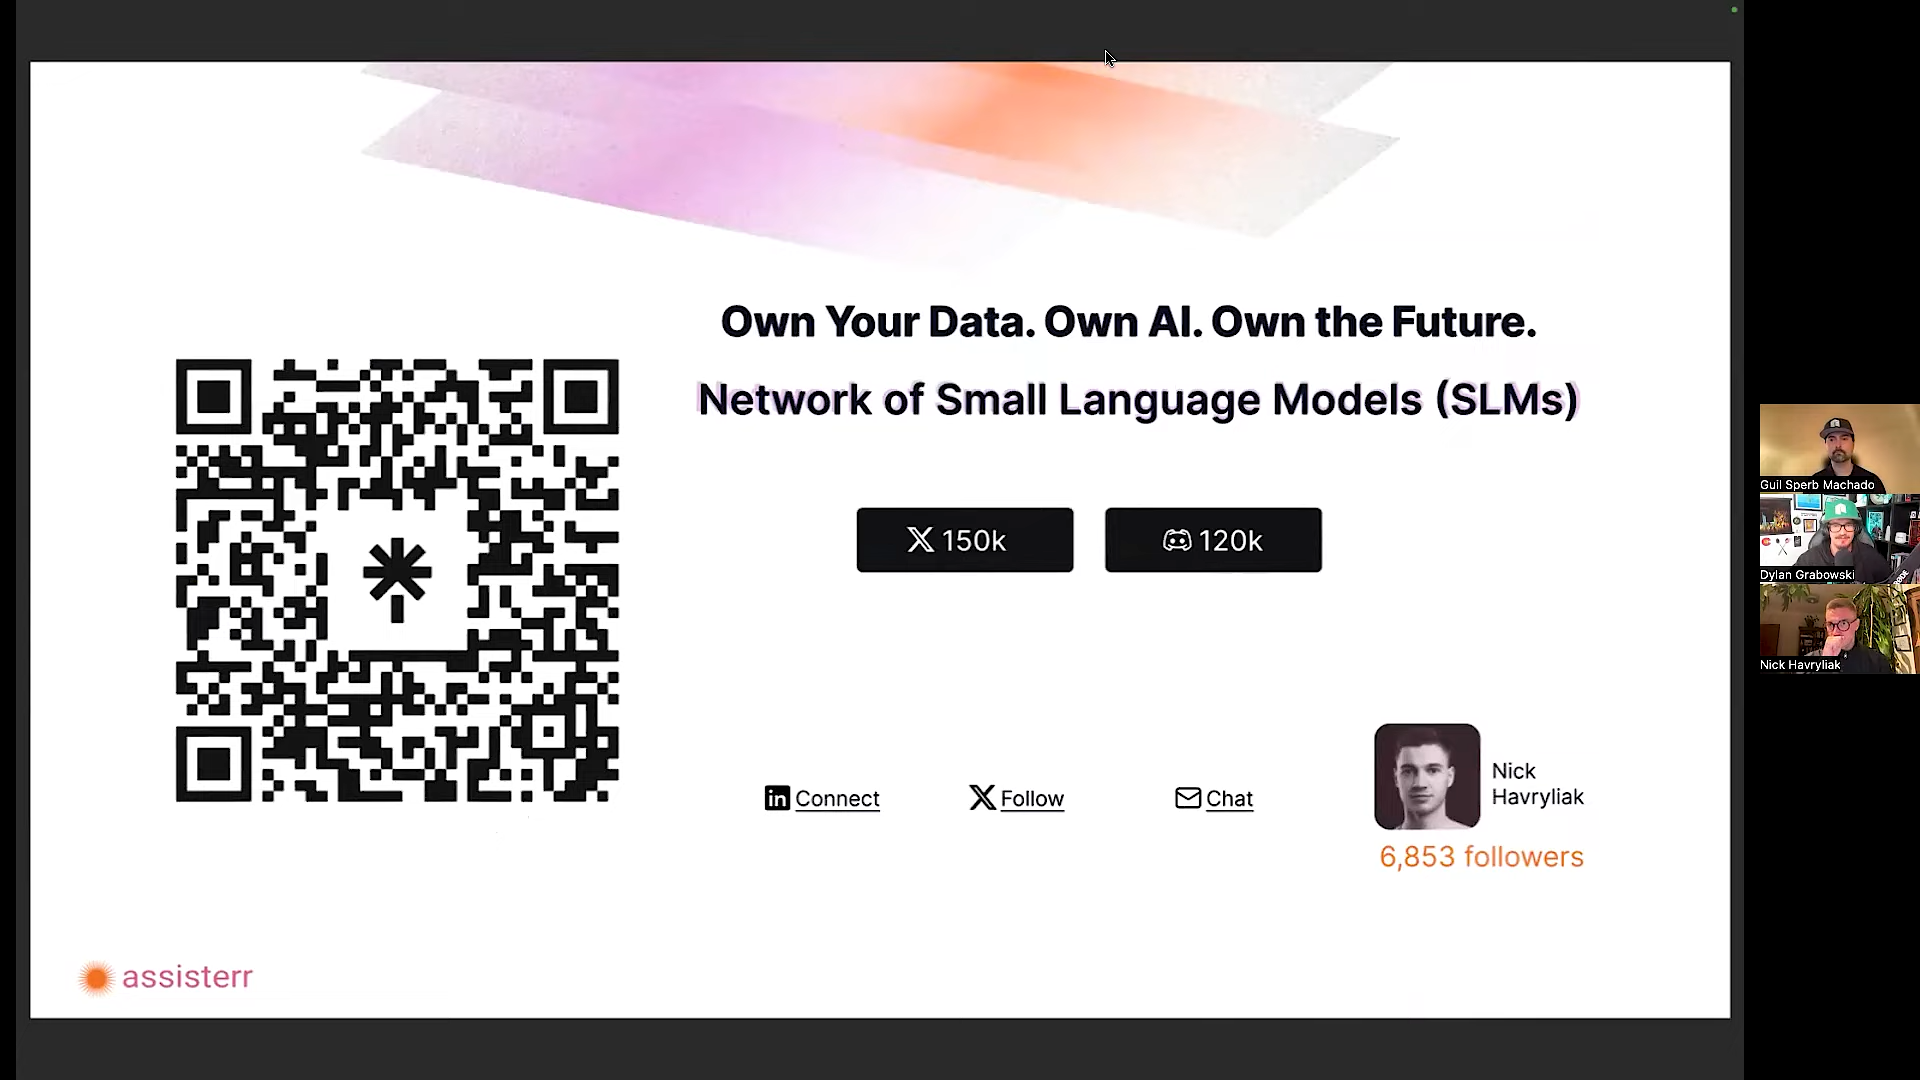 Own Your Data. Own AI. Own the Future.
Network of Small Language Models (SLMs)
150k
120k
Connect
Follow
Chat
Nick
Havryliak
6,853 followers
assisterr
Guil Sperb Machado
Dylan Grabowski
Nick Havryliak